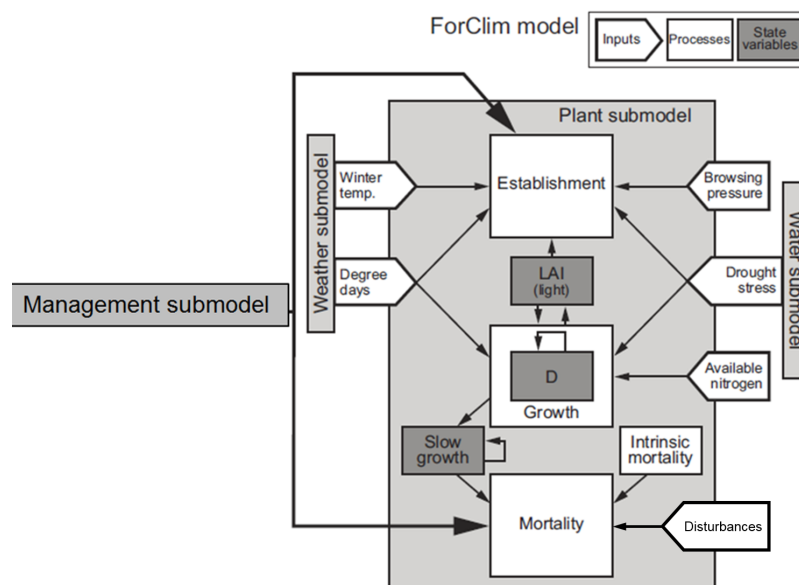 ForClim model
Inputs
Processes
State
variables
Plant submodel
Weather submodel
Winter
temp.
Establishment
Browsing
pressure
Water submodel
Degree
days
LAI
(light)
Drought
stress
Management submodel
D
Growth
Available
nitrogen
Slow
growth
Intrinsic
mortality
Mortality
Disturbances